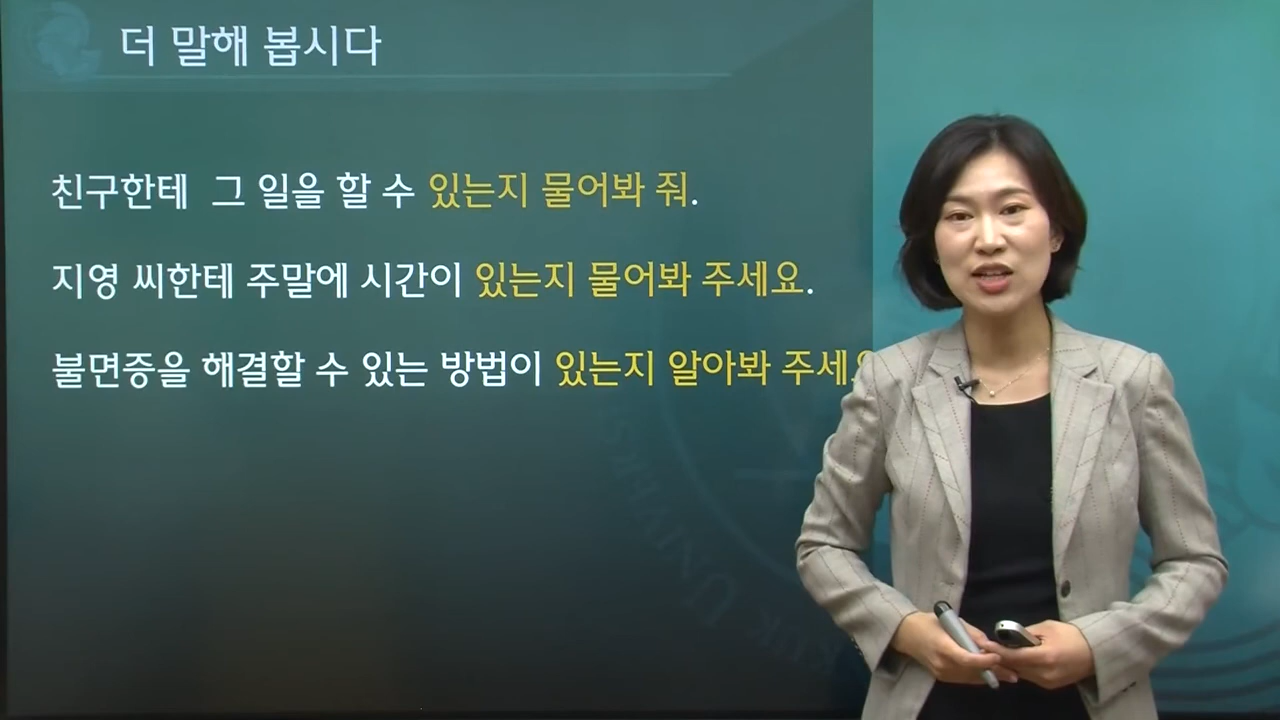 더 말해 봅시다
친구한테 그 일을 할 수 있는지 물어봐 줘.
지영 씨한테 주말에 시간이 있는지 물어봐 주세요.
불면증을 해결할 수 있는 방법이 있는지 알아봐 주세요